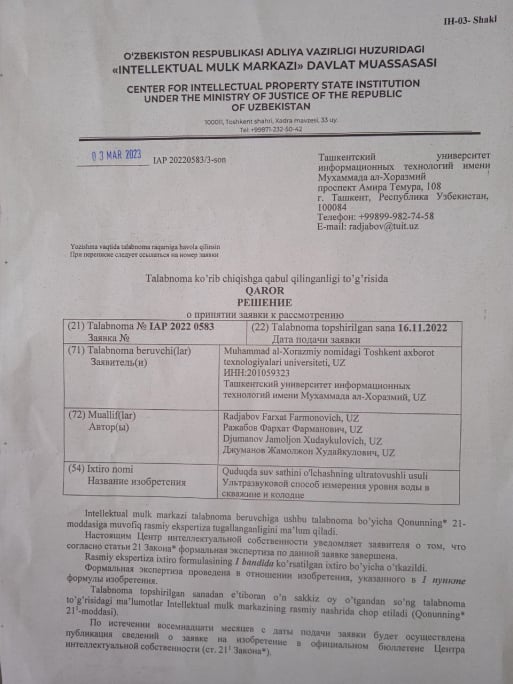 IH-03- Shakl
O'ZBEKISTON RESPUBLIKASI ADLIYA VAZIRLIGI HUZURIDAGI
«INTELLEKTUAL MULK MARKAZI» DAVLAT MUASSASASI
CENTER FOR INTELLECTUAL PROPERTY STATE INSTITUTION
UNDER THE MINISTRY OF JUSTICE OF THE REPUBLIC
OF UZBEKISTAN
100011, Toshkent shahri, Xadra mavzesi, 33 uy.
Tel: +99871-232-50-42
03 MAR 2023 IAP 20220583/3-son
Ташкентский университет
информационных технологий имени
Мухаммада ал-Хоразмий
проспект Амира Темура, 108
г. Ташкент, Республика Узбекистан,
100084
Телефон: +99899-982-74-58
E-mail: radjabov@tuit.uz
Yozishma vaqtida talabnoma raqamiga havola qilinsin
При переписке следует ссылаться на номер заявки
Talabnoma ko'rib chiqishga qabul qilinganligi to'g'risida
QAROR
РЕШЕНИЕ
о принятии заявки к рассмотрению
(21) Talabnoma № IAP 2022 0583
Заявка №
(22) Talabnoma topshirilgan sana 16.11.2022
Дата подачи заявки
(71) Talabnoma beruvchi(lar)
Заявитель(и)
Muhammad al-Xorazmiy nomidagi Toshkent axborot
texnologiyalari universiteti, UZ
ИНН:201059323
Ташкентский университет информационных
технологий имени Мухаммада ал-Хоразмий, UZ
(72) Muallif(lar)
Автор(ы)
Radjabov Farxat Farmonovich, UZ
Ражабов Фархат Фарманович, UZ
Djumanov Jamoljon Xudaykulovich, UZ
Джуманов Жамолжон Худайкулович, UZ
(54) Ixtiro nomi
Название изобретения
Quduqda suv sathini o'lchashning ultratovushli usuli
Ультразвуковой способ измерения уровня воды в
скважине и колодце
Intellektual mulk markazi talabnoma beruvchiga ushbu talabnoma bo'yicha Qonunning* 21-
moddasiga muvofiq rasmiy ekspertiza tugallanganligini ma'lum qiladi.
Настоящим Центр интеллектуальной собственности уведомляет заявителя о том, что
согласно статьи 21 Закона* формальная экспертиза по данной заявке завершена.
Rasmiy ekspertiza ixtiro formulasining 1 bandida ko'rsatilgan ixtiro bo'yicha o'tkazildi.
Формальная экспертиза проведена в отношении изобретения, указанного в 1 пункте
формулы изобретения.
Talabnoma topshirilgan sanadan e'tiboran o'n sakkiz oy o'tgandan so'ng talabnoma
to'g'risidagi ma'lumotlar Intellektual mulk markazining rasmiy nashrida chop etiladi (Qonunning*
21¹-moddasi).
По истечении восемнадцати месяцев с даты подачи заявки будет осуществлена
публикация сведений о заявке на изобретение в официальном бюллетене Центра
интеллектуальной собственности (ст. 21¹ Закона*).